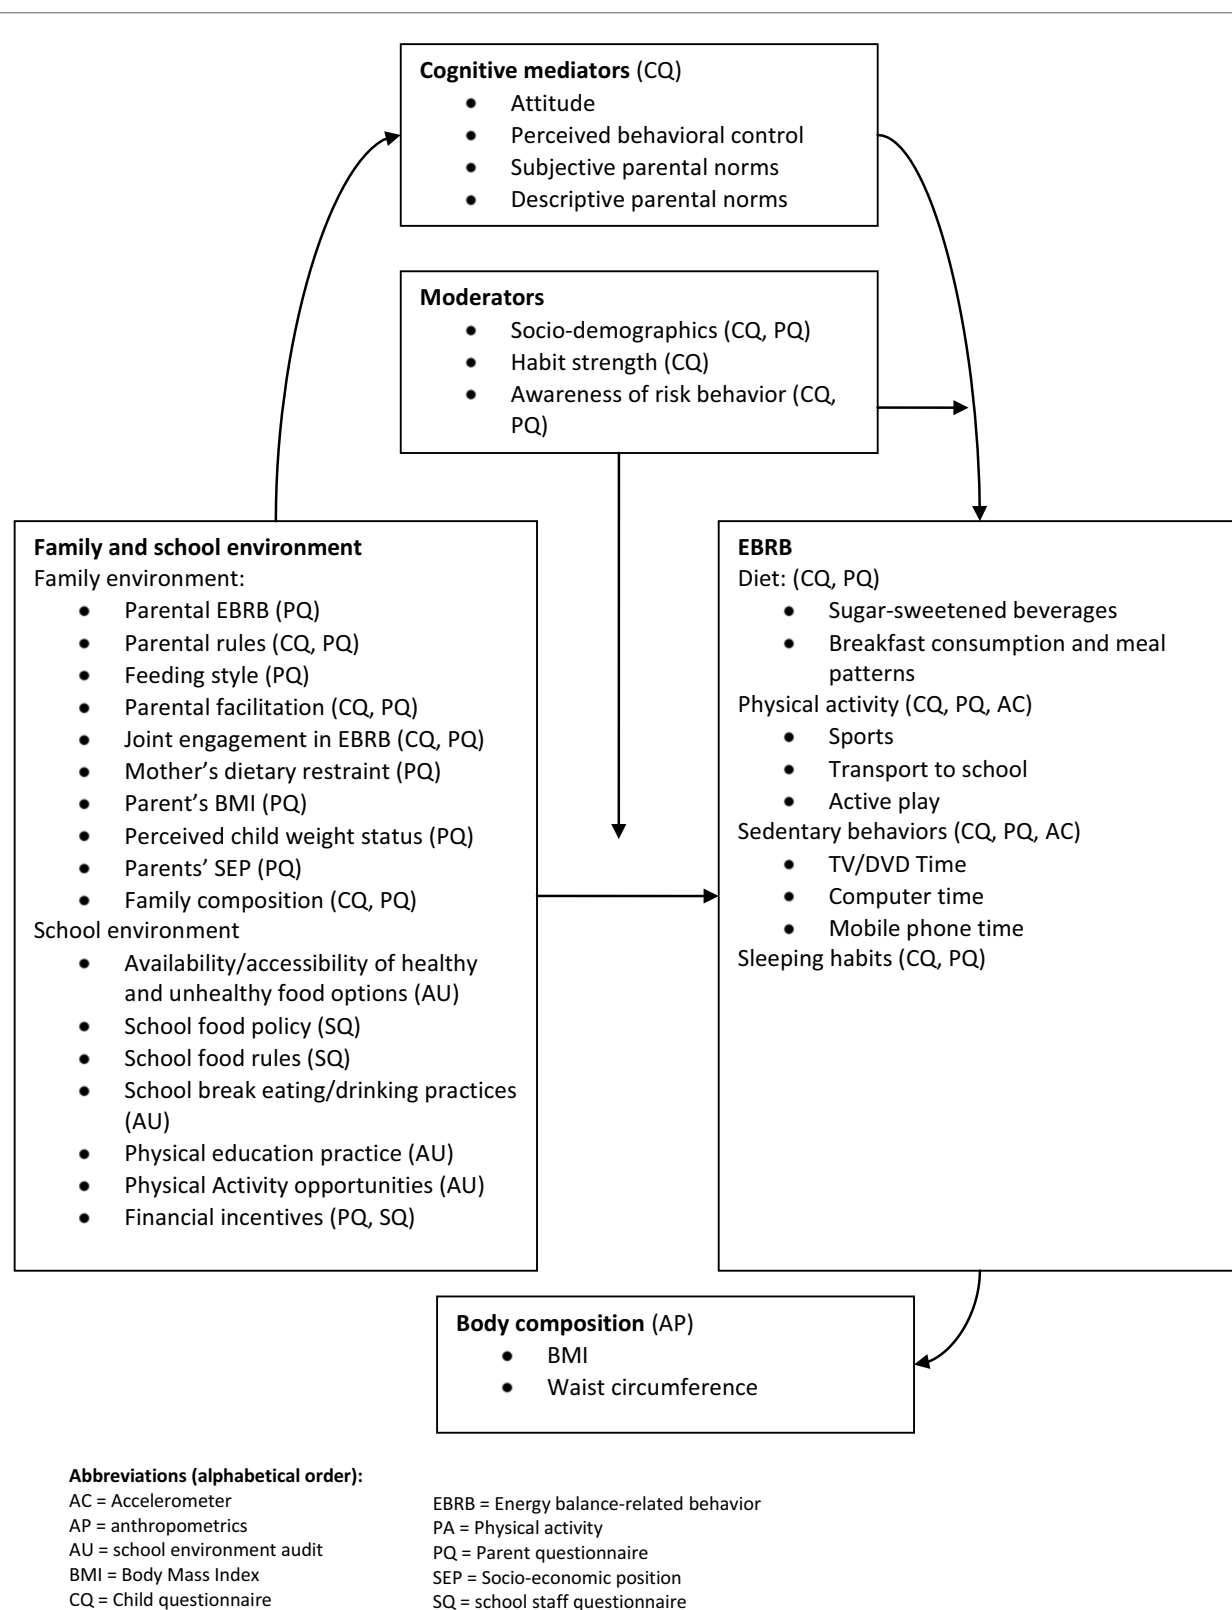 Cognitive mediators (CQ)
• Attitude
• Perceived behavioral control
• Subjective parental norms
• Descriptive parental norms
Moderators
• Socio-demographics (CQ, PQ)
• Habit strength (CQ)
• Awareness of risk behavior (CQ,
PQ)
Family and school environment
Family environment:
• Parental EBRB (PQ)
• Parental rules (CQ, PQ)
• Feeding style (PQ)
• Parental facilitation (CQ, PQ)
• Joint engagement in EBRB (CQ, PQ)
• Mother’s dietary restraint (PQ)
• Parent’s BMI (PQ)
• Perceived child weight status (PQ)
• Parents’ SEP (PQ)
• Family composition (CQ, PQ)
School environment
• Availability/accessibility of healthy
and unhealthy food options (AU)
• School food policy (SQ)
• School food rules (SQ)
• School break eating/drinking practices
(AU)
• Physical education practice (AU)
• Physical Activity opportunities (AU)
• Financial incentives (PQ, SQ)
EBRB
Diet: (CQ, PQ)
• Sugar-sweetened beverages
• Breakfast consumption and meal
patterns
Physical activity (CQ, PQ, AC)
• Sports
• Transport to school
• Active play
Sedentary behaviors (CQ, PQ, AC)
• TV/DVD Time
• Computer time
• Mobile phone time
Sleeping habits (CQ, PQ)
Body composition (AP)
• BMI
• Waist circumference
Abbreviations (alphabetical order):
AC = Accelerometer
AP = anthropometrics
AU = school environment audit
BMI = Body Mass Index
CQ = Child questionnaire
EBRB = Energy balance-related behavior
PA = Physical activity
PQ = Parent questionnaire
SEP = Socio-economic position
SQ = school staff questionnaire